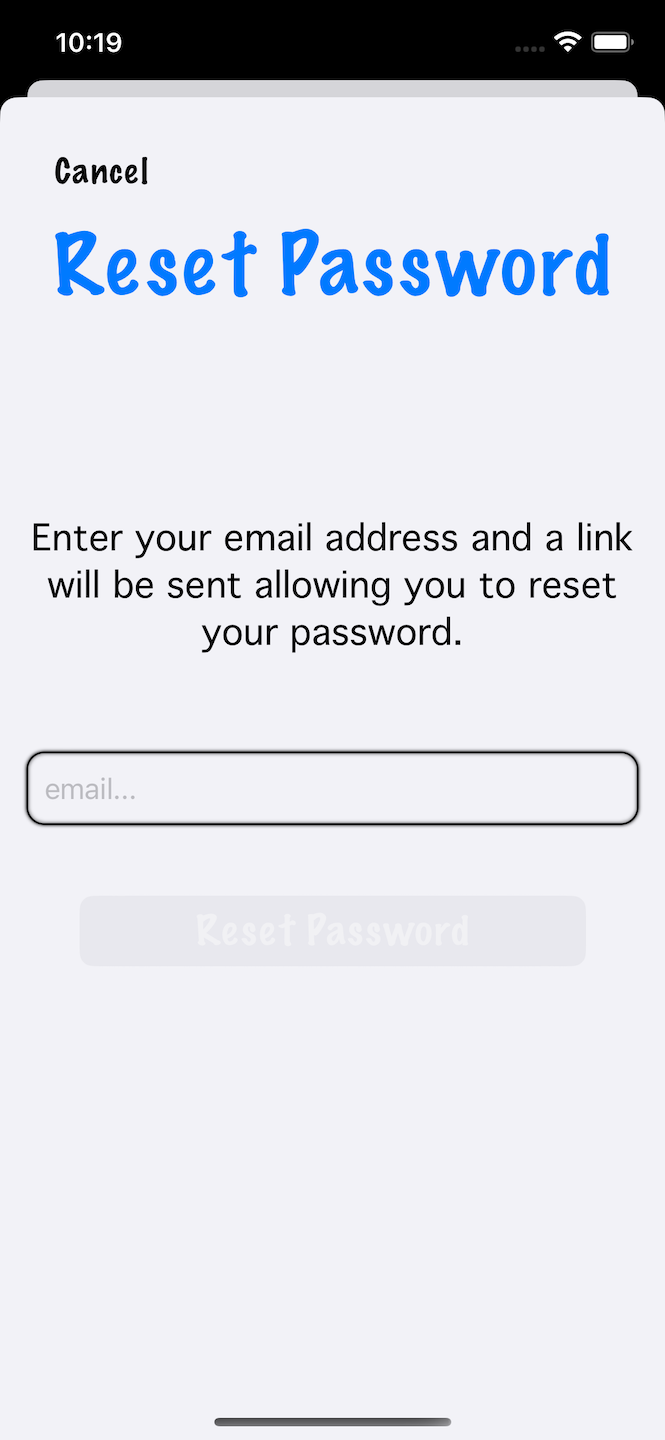 10:19
Cancel
Reset Password
Enter your email address and a link
will be sent allowing you to reset
your password.
email...
Reset Password